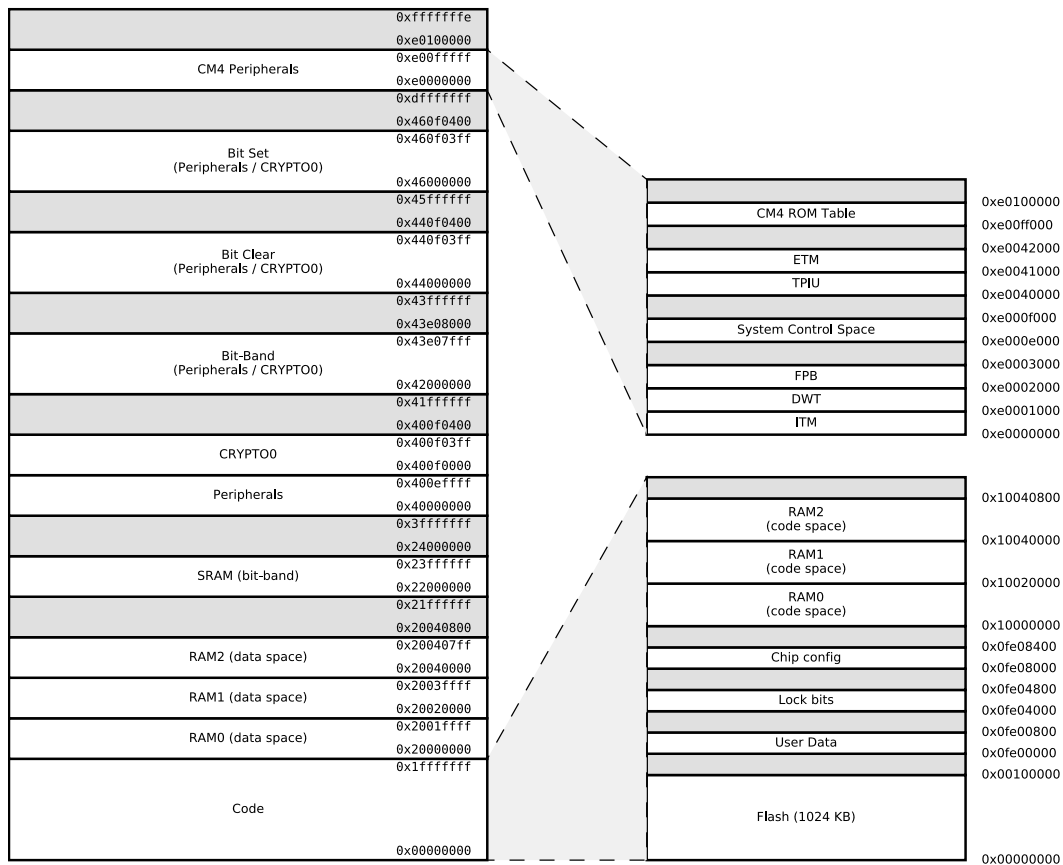 0xfffffffe
0xe0100000
0xe00fffff
CM4 Peripherals
0xe0000000
0xdfffffff
0x460f0400
0x460f03ff
Bit Set
(Peripherals / CRYPTO0)
0x46000000
0x45ffffff
0x440f0400
0x440f03ff
Bit Clear
(Peripherals / CRYPTO0)
0x44000000
0x43ffffff
0x43e08000
0x43e07fff
Bit-Band
(Peripherals / CRYPTO0)
0x42000000
0x41ffffff
0x400f0400
0x400f03ff
CRYPTO0
0x400f0000
0x400effff
Peripherals
0x40000000
0x3fffffff
0x24000000
0x23ffffff
SRAM (bit-band)
0x22000000
0x21ffffff
0x20040800
0x200407ff
RAM2 (data space)
0x20040000
0x2003ffff
RAM1 (data space)
0x20020000
0x2001ffff
RAM0 (data space)
0x20000000
0x1fffffff
Code
0x00000000
0xe0100000
CM4 ROM Table
0xe00ff000
0xe0042000
ETM
0xe0041000
TPIU
0xe0040000
0xe000f000
System Control Space
0xe000e000
0xe0003000
FPB
0xe0002000
DWT
0xe0001000
ITM
0xe0000000
0x10040800
RAM2
(code space)
0x10040000
RAM1
(code space)
0x10020000
RAM0
(code space)
0x10000000
0x0fe08400
Chip config
0x0fe08000
0x0fe04800
Lock bits
0x0fe04000
0x0fe00800
User Data
0x0fe00000
0x00100000
Flash (1024 KB)
0x00000000